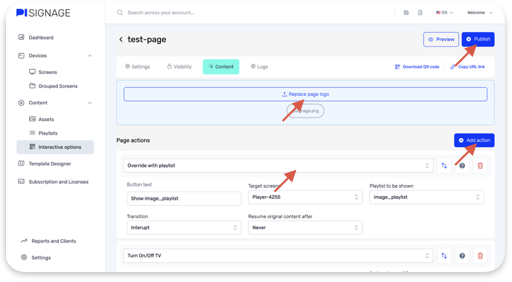 PI SIGNAGE
Search across your account...
EN
Welcome
Dashboard
Devices
Screens
Grouped Screens
Content
Assets
Playlists
Interactive options
Template Designer
Subscription and Licenses
Reports and Clients
Settings
test-page
Preview
Publish
Settings
Visibility
Content
Logs
Download QR code
Copy URL link
Replace page logo
Page actions
Add action
Override with playlist
Button text
Target screens
Playlist to be shown
Show image_playlist
Player-4255
image_playlist
Transition
Resume original content after
Interupt
Never
Turn On/Off TV